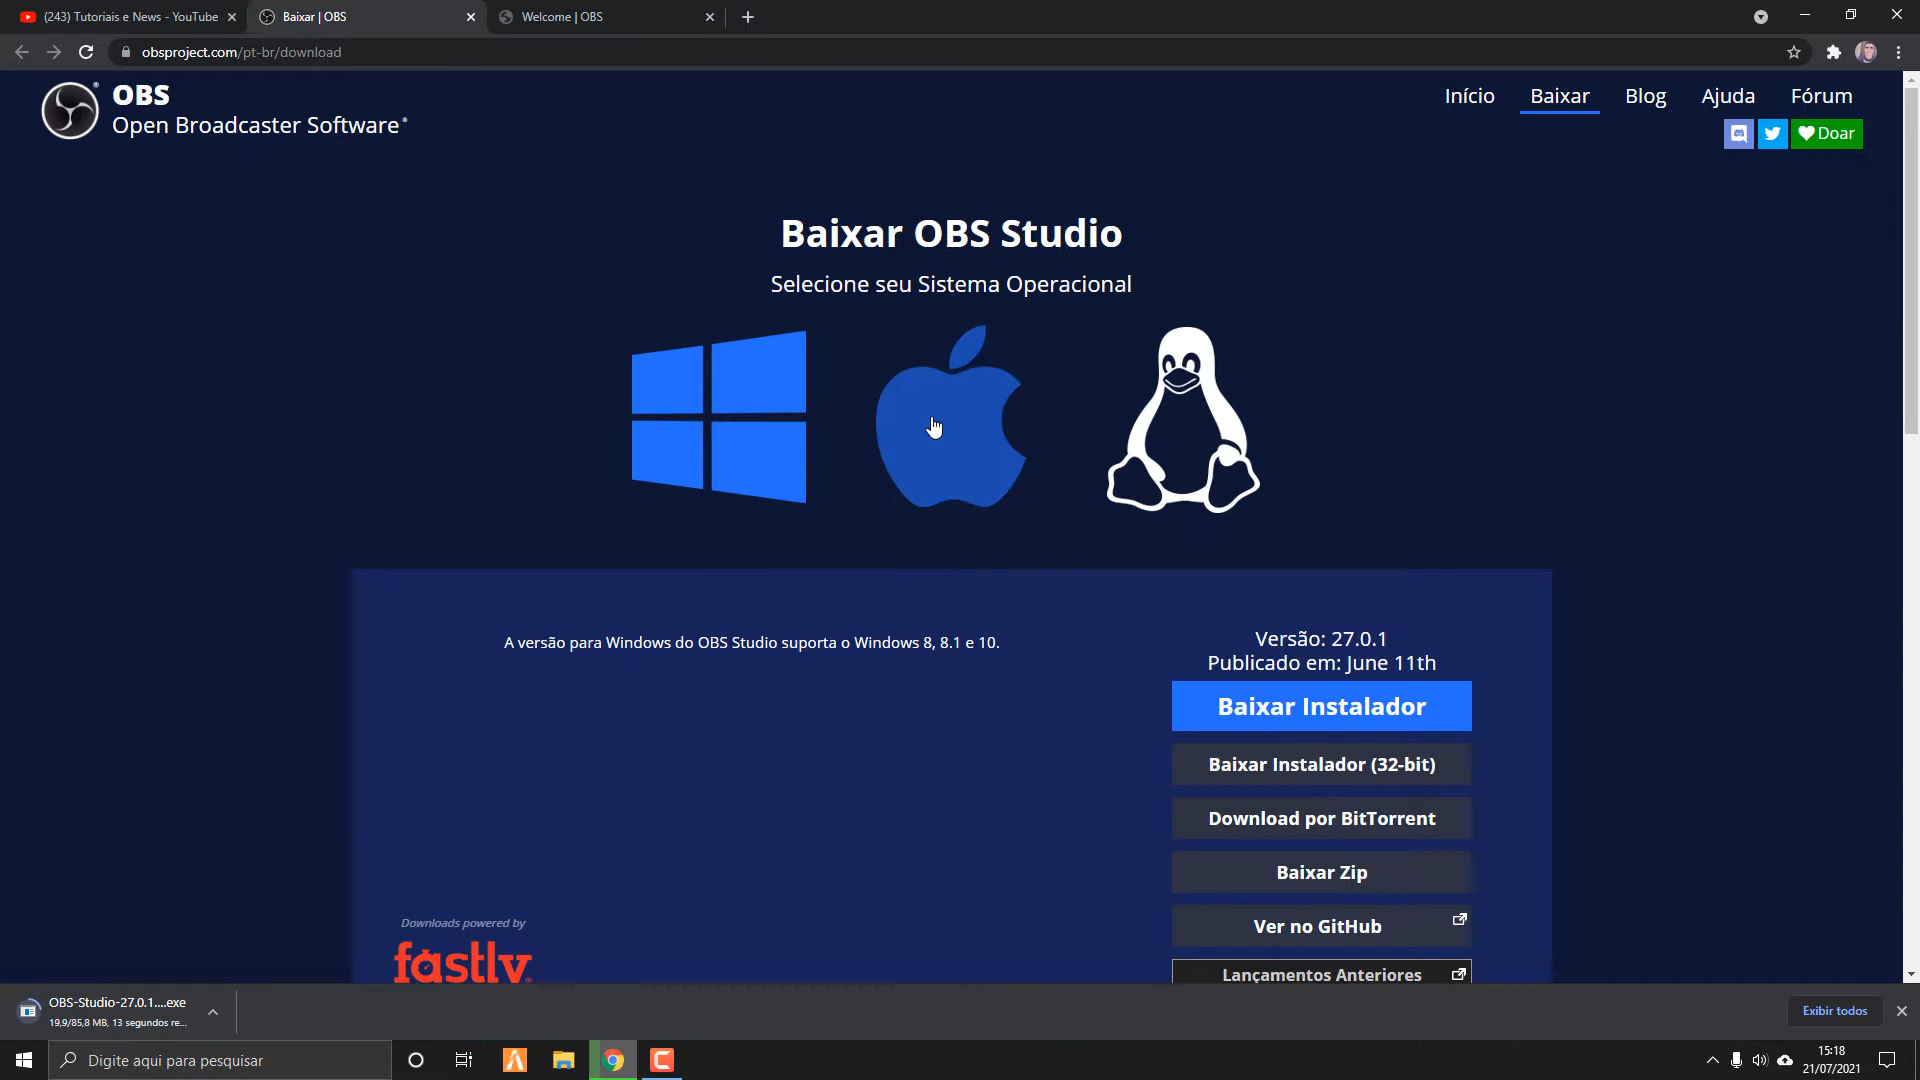 (243) Tutoriais e News - YouTube
Baixar | OBS
Welcome | OBS
obsproject.com/pt-br/download
OBS
Open Broadcaster Software®
Início
Baixar
Blog
Ajuda
Fórum
Doar
Baixar OBS Studio
Selecione seu Sistema Operacional
A versão para Windows do OBS Studio suporta o Windows 8, 8.1 e 10.
Versão: 27.0.1
Publicado em: June 11th
Baixar Instalador
Baixar Instalador (32-bit)
Download por BitTorrent
Baixar Zip
Ver no GitHub
Lançamentos Anteriores
Downloads powered by
fastly
OBS-Studio-27.0.1....exe
19,9/85,8 MB, 13 segundos re...
Exibir todos
Digite aqui para pesquisar
15:18
21/07/2021